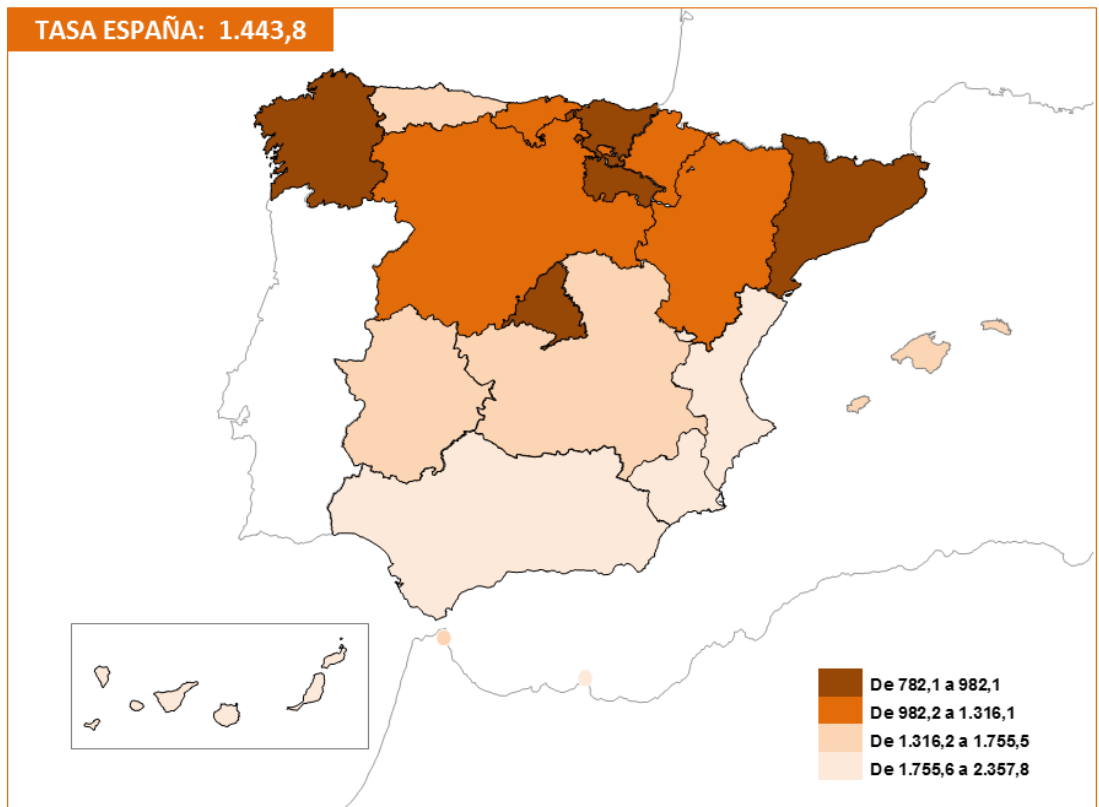 TASA ESPAÑA: 1.443,8
De 782,1 a 982,1
De 982,2 a 1.316,1
De 1.316,2 a 1.755,5
De 1.755,6 a 2.357,8